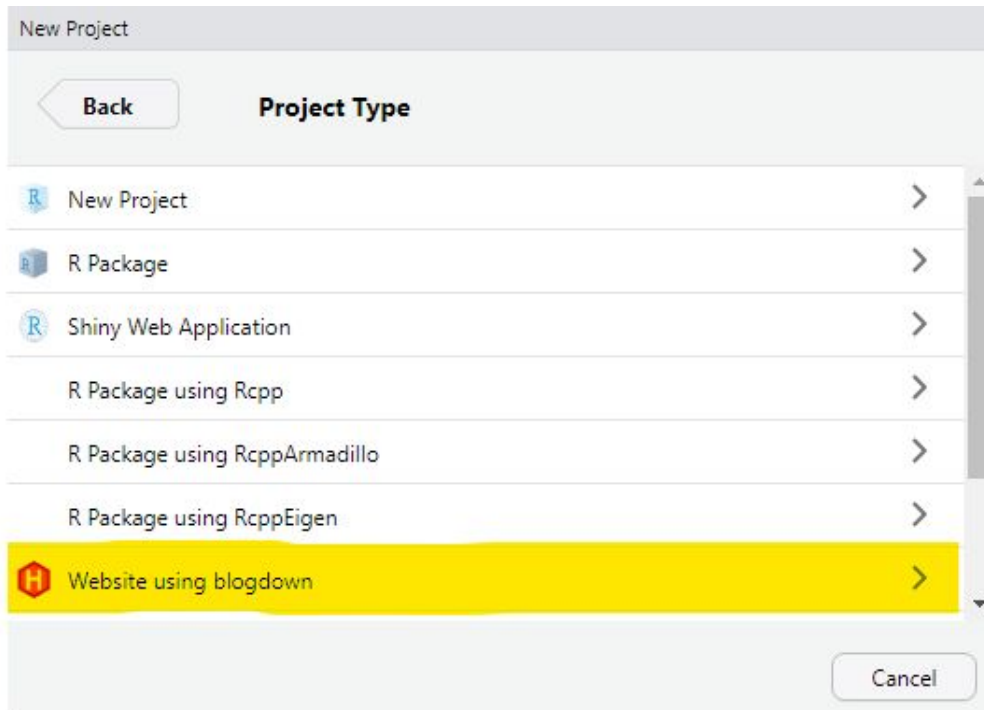 New Project
Back
Project Type
R New Project
R R Package
R Shiny Web Application
R Package using Rcpp
R Package using RcppArmadillo
R Package using RcppEigen
H Website using blogdown
Cancel